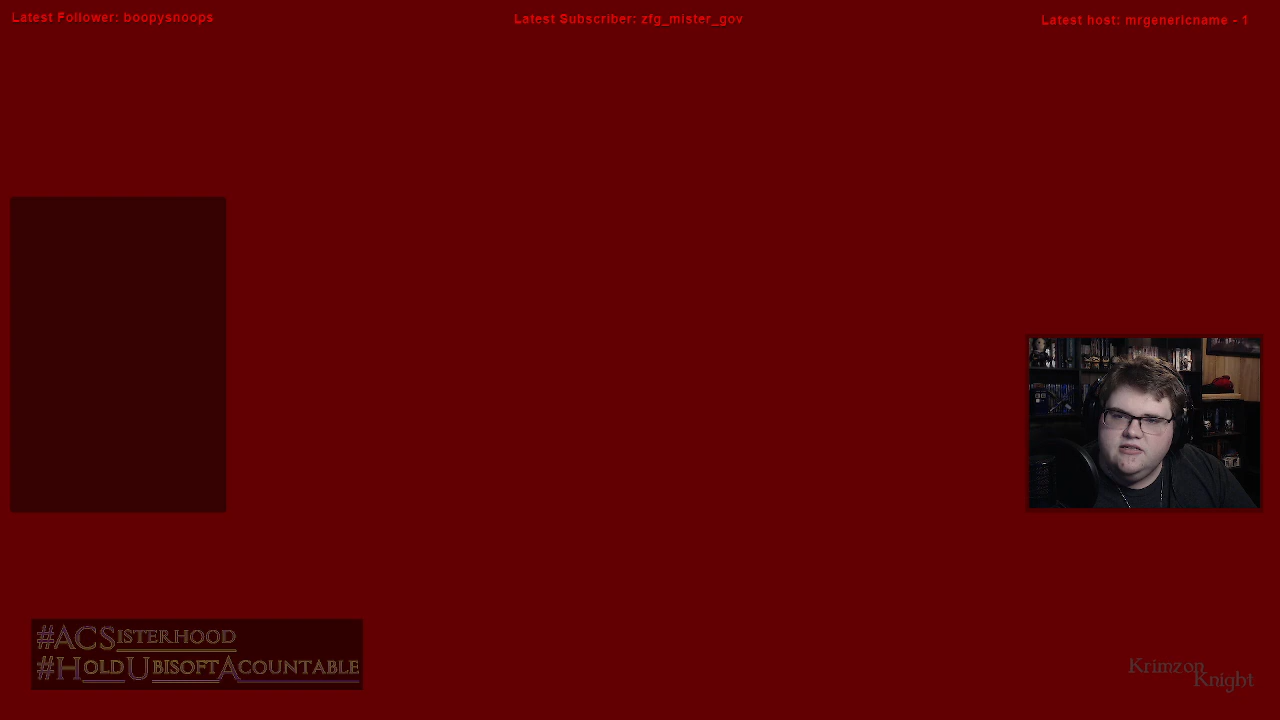 Latest Follower: boopysnoops
Latest Subscriber: zfg_mister_gov
Latest host: mrgenericname - 1
#ACSisterhood
#HoldUbisoftAcountable
Krimzon
Knight